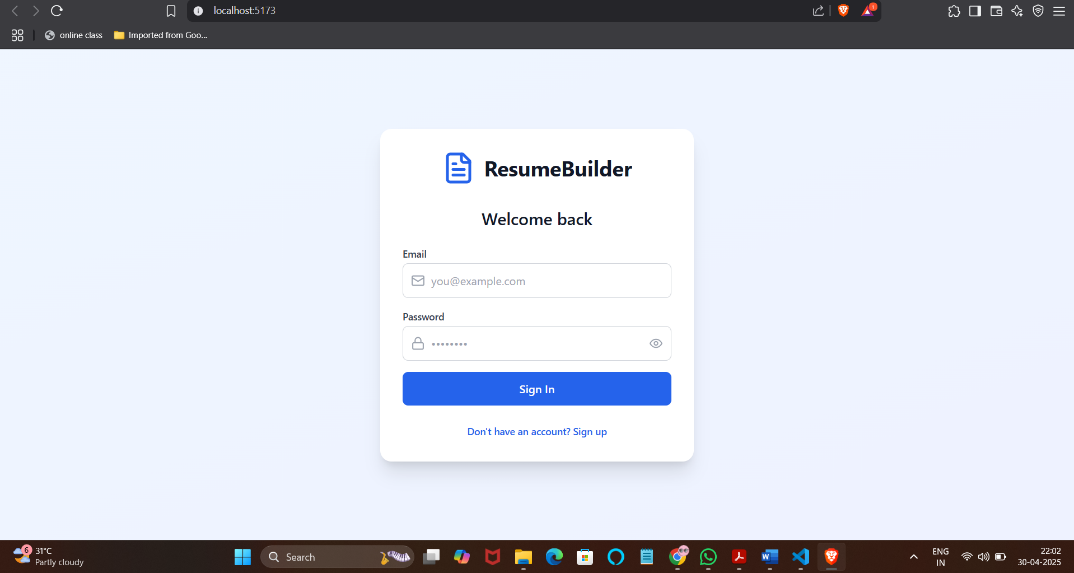 localhost:5173
online class
Imported from Goo...
ResumeBuilder
Welcome back
Email
you@example.com
Password
Sign In
Don't have an account? Sign up
6
31°C
Partly cloudy
Search
ENG
IN
22:02
30-04-2025